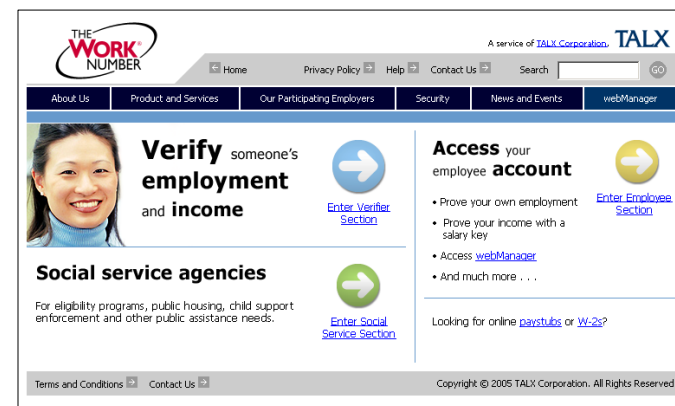 THE
WORK®
NUMBER
A service of TALX Corporation. TALX
Home Privacy Policy Help Contact Us Search GO
About Us Product and Services Our Participating Employers Security News and Events webManager
Verify someone's
employment
and income
Enter Verifier
Section
Access your
employee account
• Prove your own employment
• Prove your income with a
salary key
• Access webManager
• And much more . . .
Enter Employee
Section
Social service agencies
For eligibility programs, public housing, child support
enforcement and other public assistance needs.
Enter Social
Service Section
Looking for online paystubs or W-2s?
Terms and Conditions Contact Us Copyright © 2005 TALX Corporation. All Rights Reserved